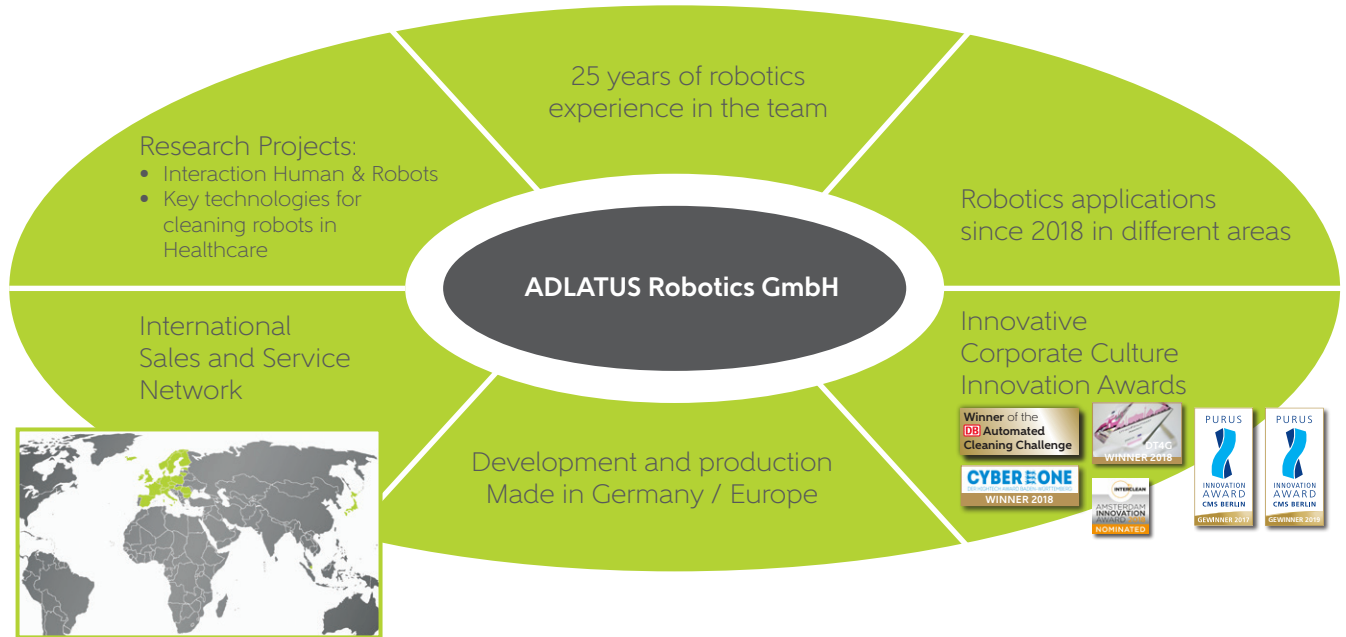 25 years of robotics
experience in the team
Research Projects:
• Interaction Human & Robots
• Key technologies for
cleaning robots in
Healthcare
Robotics applications
since 2018 in different areas
ADLATUS Robotics GmbH
International
Sales and Service
Network
Innovative
Corporate Culture
Innovation Awards
Development and production
Made in Germany / Europe
Winner of the
DB Automated
Cleaning Challenge
OT4G
WINNER 2018
CYBER ONE
WINNER 2018
INTERCLEAN
AMSTERDAM
INNOVATION
AWARD
NOMINATED
PURUS
INNOVATION
AWARD
CMS BERLIN
GEWINNER 2017
PURUS
INNOVATION
AWARD
CMS BERLIN
GEWINNER 2019